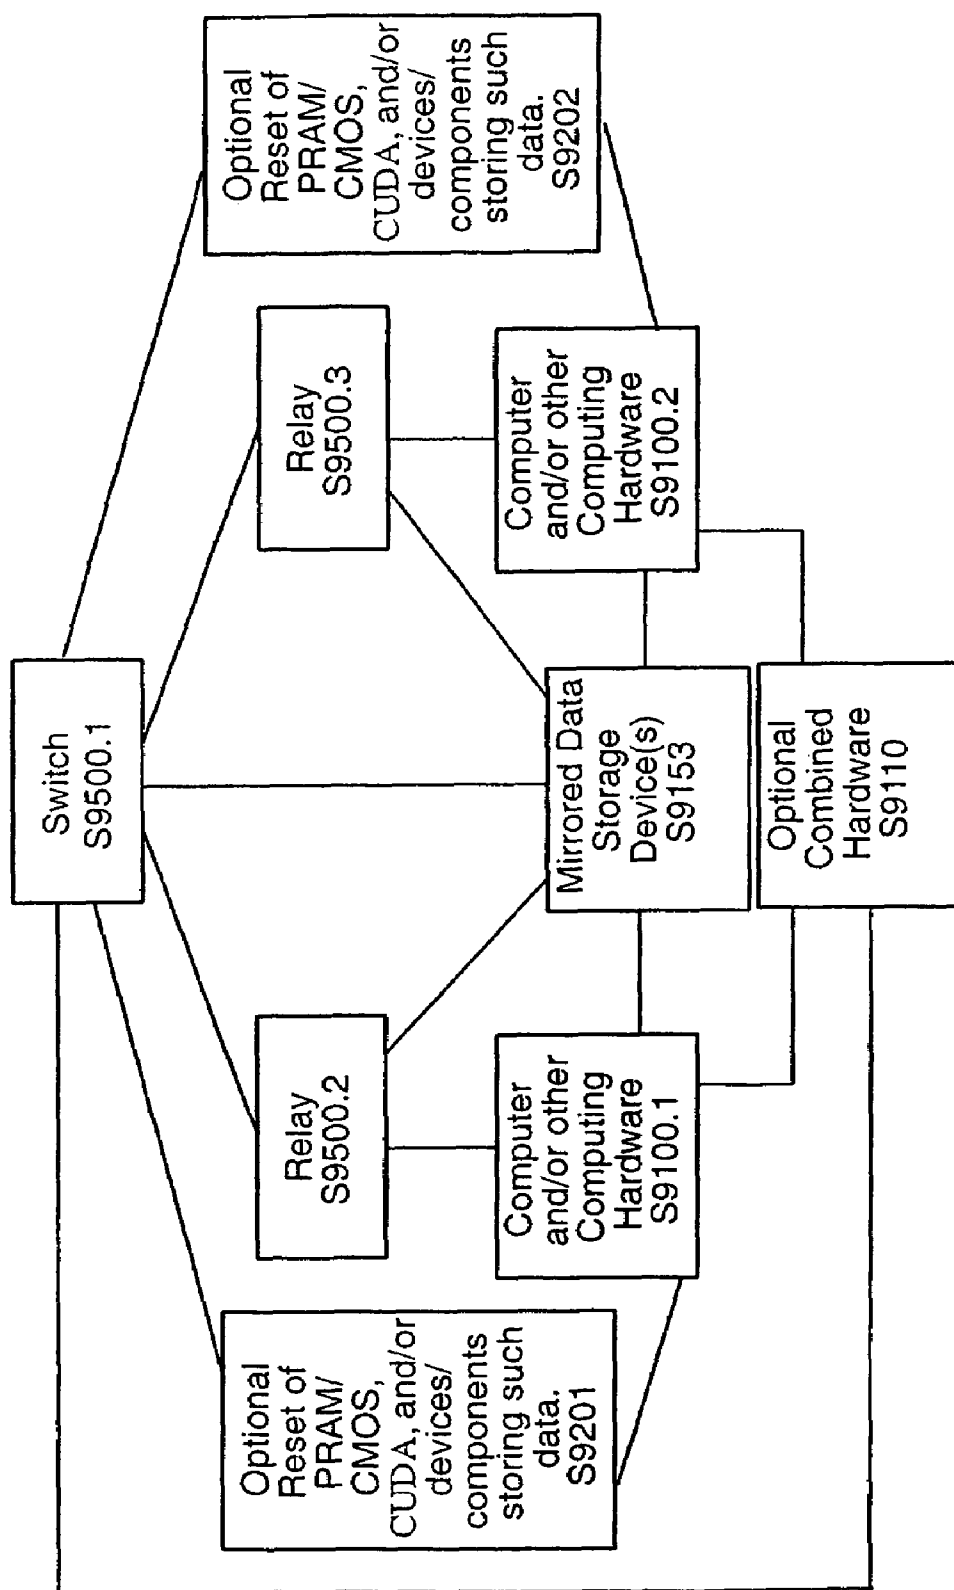 Switch
S9500.1
Optional
Reset of
PRAM/
CMOS,
CUDA, and/or
devices/
components
storing such
data.
S9201
Relay
S9500.2
Relay
S9500.3
Optional
Reset of
PRAM/
CMOS,
CUDA, and/or
devices/
components
storing such
data.
S9202
Computer
and/or other
Computing
Hardware
S9100.1
Mirrored Data
Storage
Device(s)
S9153
Computer
and/or other
Computing
Hardware
S9100.2
Optional
Combined
Hardware
S9110